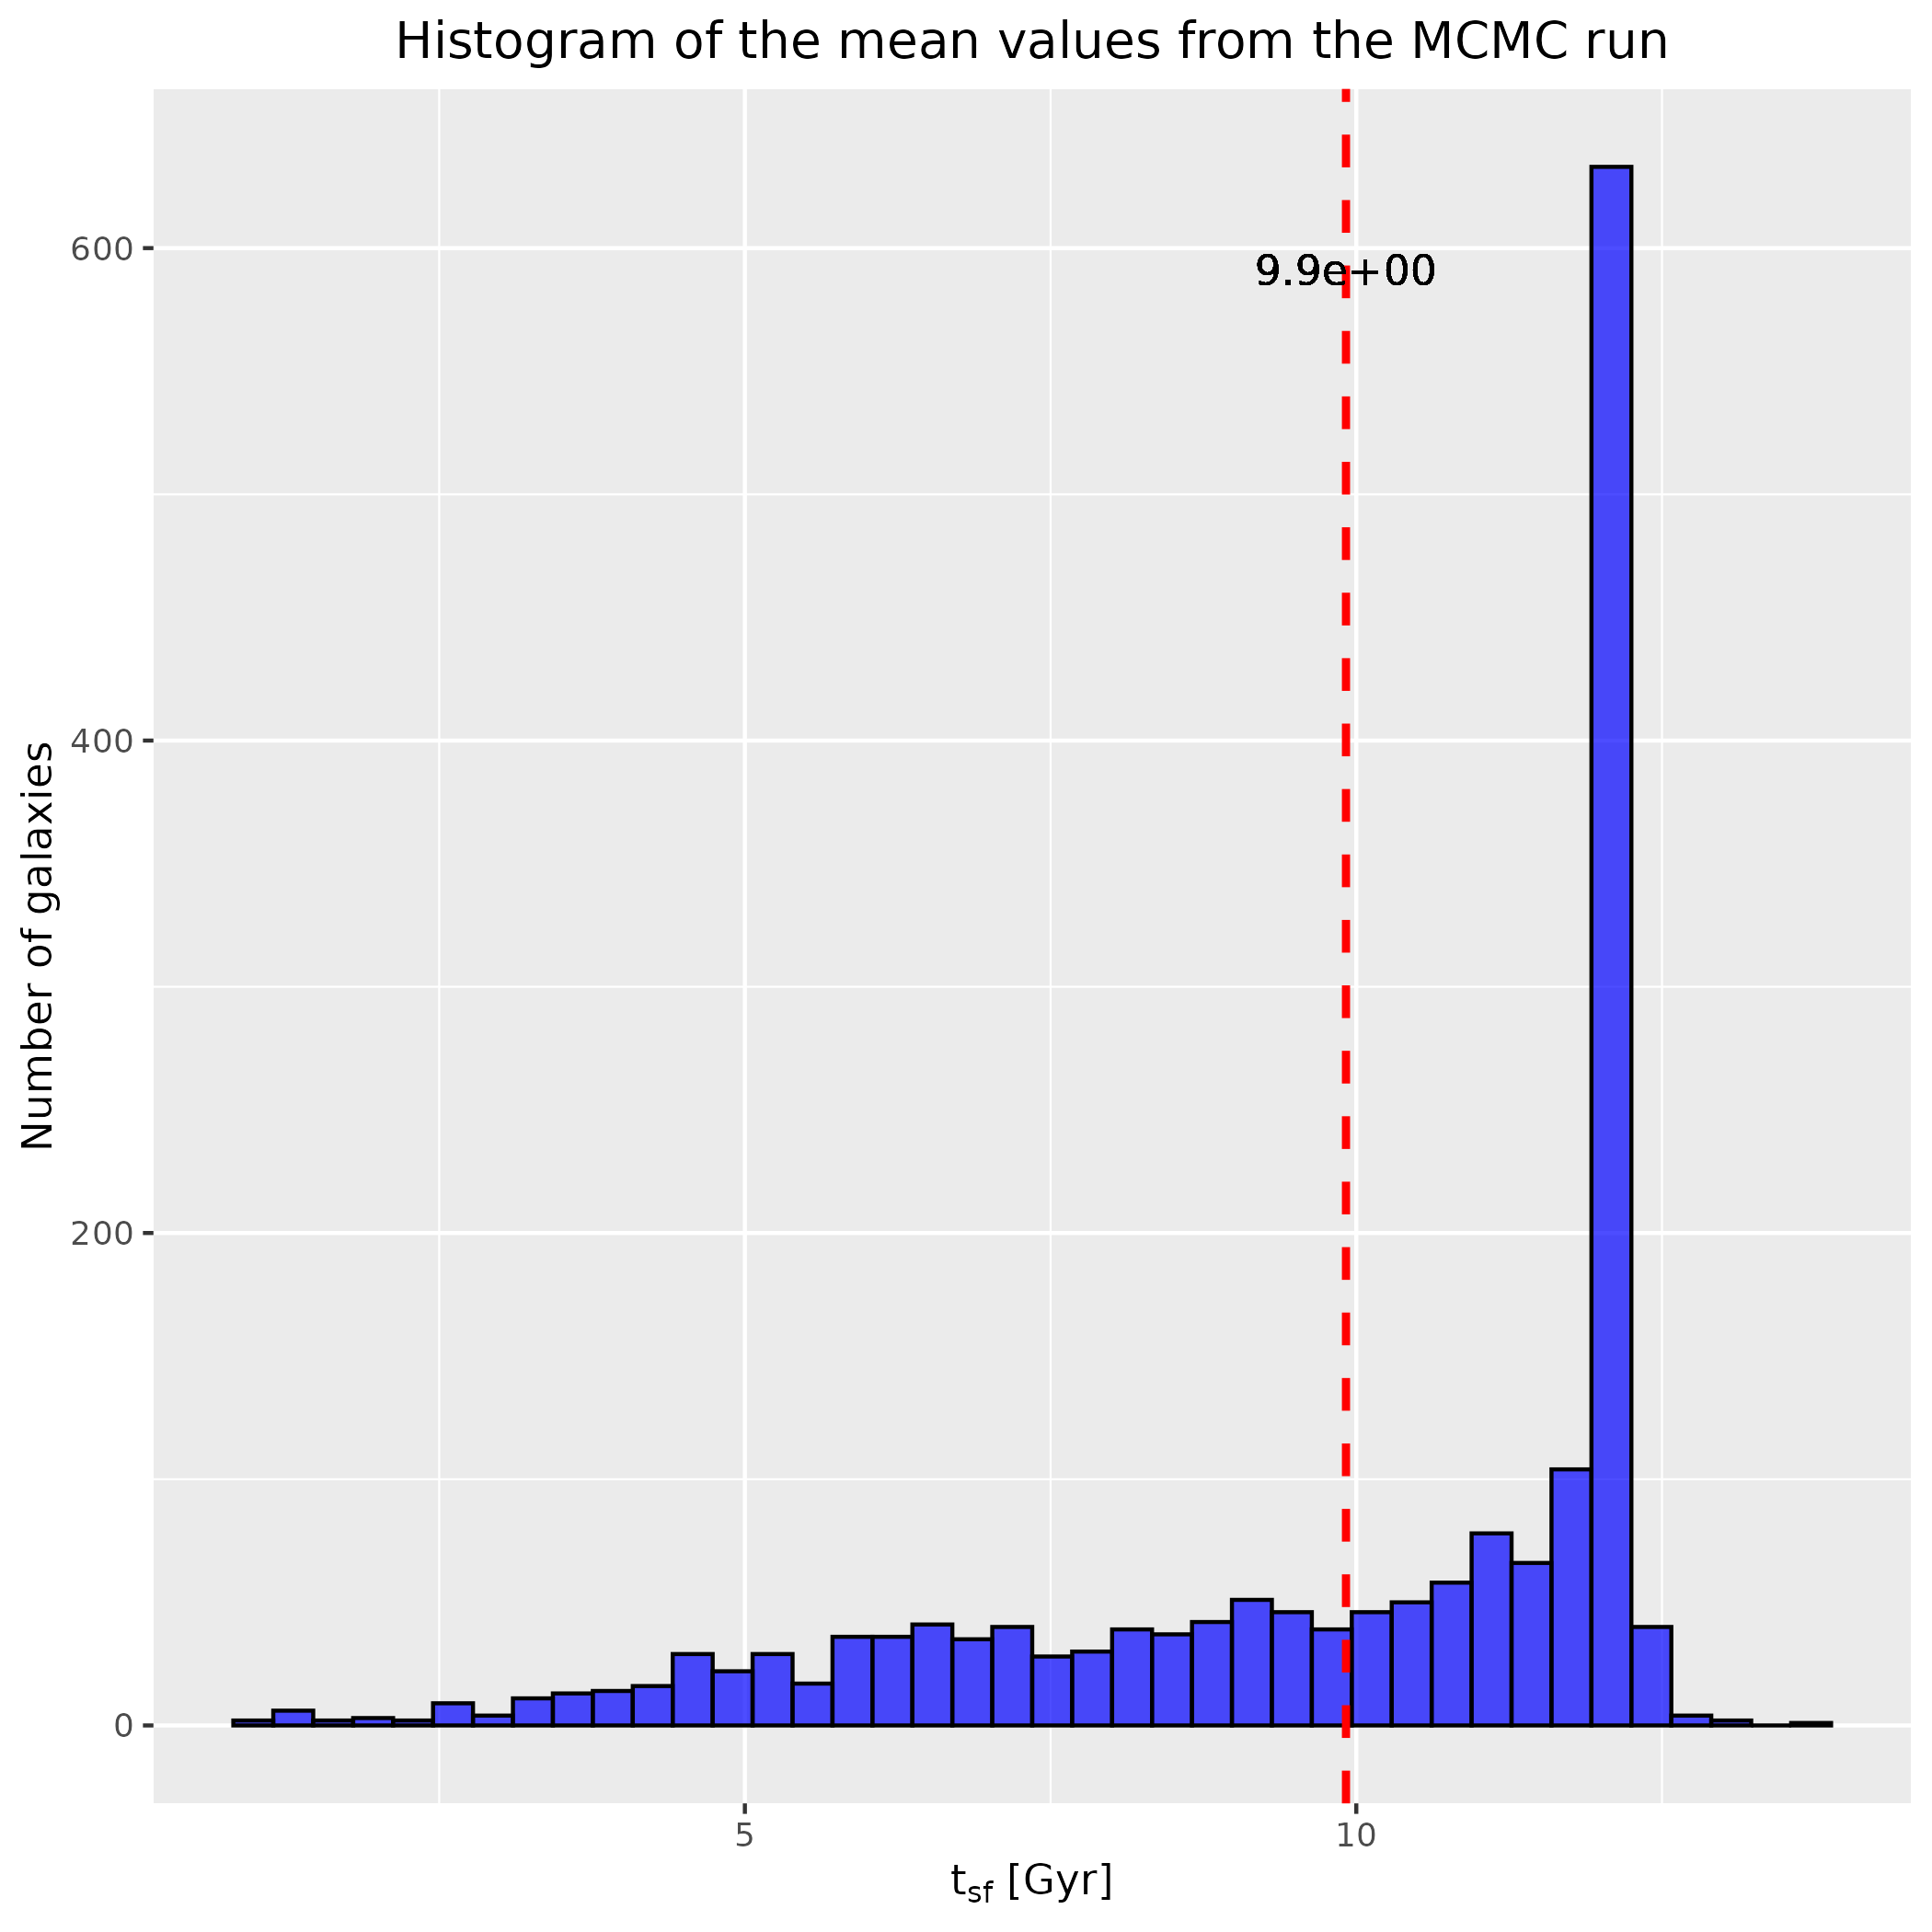 Histogram of the mean values from the MCMC run
600
9.9e+00
400
Number of galaxies
200
0
5
10
tsf [Gyr]